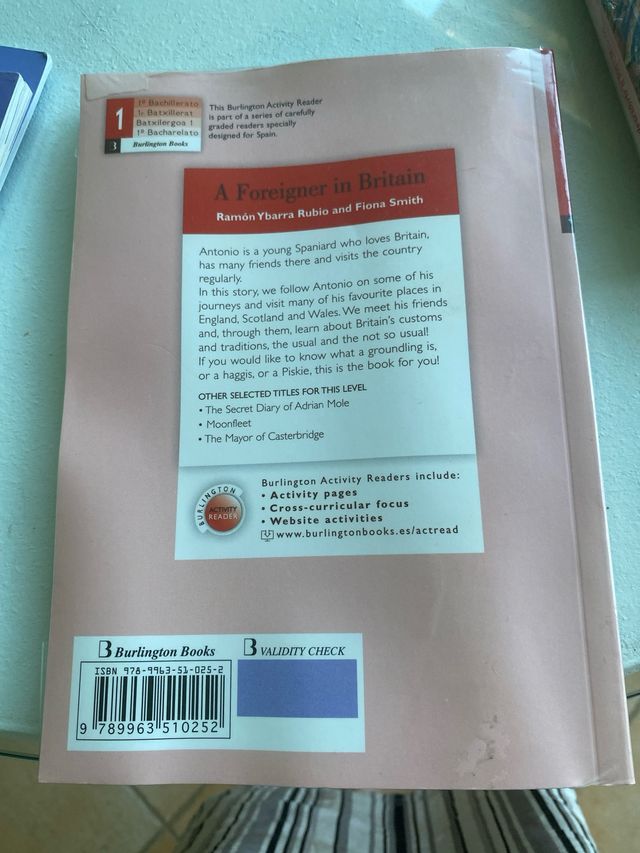 1
1º Bachillerato
1r Batxillerat
Batxilergoa 1
1º Bacharelato
B Burlington Books
This Burlington Activity Reader
is part of a series of carefully
graded readers specially
designed for Spain.
A Foreigner in Britain
Ramón Ybarra Rubio and Fiona Smith
Antonio is a young Spaniard who loves Britain,
has many friends there and visits the country
regularly.
In this story, we follow Antonio on some of his
journeys and visit many of his favourite places in
England, Scotland and Wales. We meet his friends
and, through them, learn about Britain's customs
and traditions, the usual and the not so usual!
If you would like to know what a groundling is,
or a haggis, or a Piskie, this is the book for you!
OTHER SELECTED TITLES FOR THIS LEVEL
• The Secret Diary of Adrian Mole
• Moonfleet
• The Mayor of Casterbridge
BURLINGTON
ACTIVITY
READER
Burlington Activity Readers include:
• Activity pages
• Cross-curricular focus
• Website activities
www.burlingtonbooks.es/actread
B Burlington Books
B VALIDITY CHECK
ISBN 978-9963-51-025-2
9 789963 510252